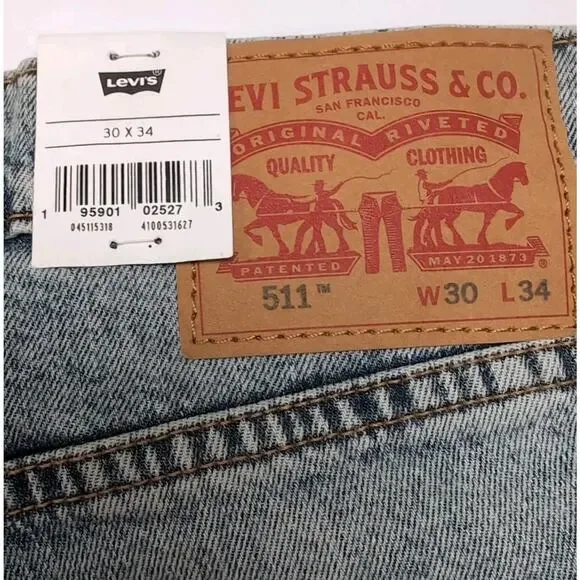 LEVI'S
30 X 34
1 95901 02527 3
045115318 4100531627
EVI STRAUSS & CO.
SAN FRANCISCO
CAL.
ORIGINAL RIVETED
QUALITY CLOTHING
PATENTED MAY 20 1873 ®
511™ W30 L34